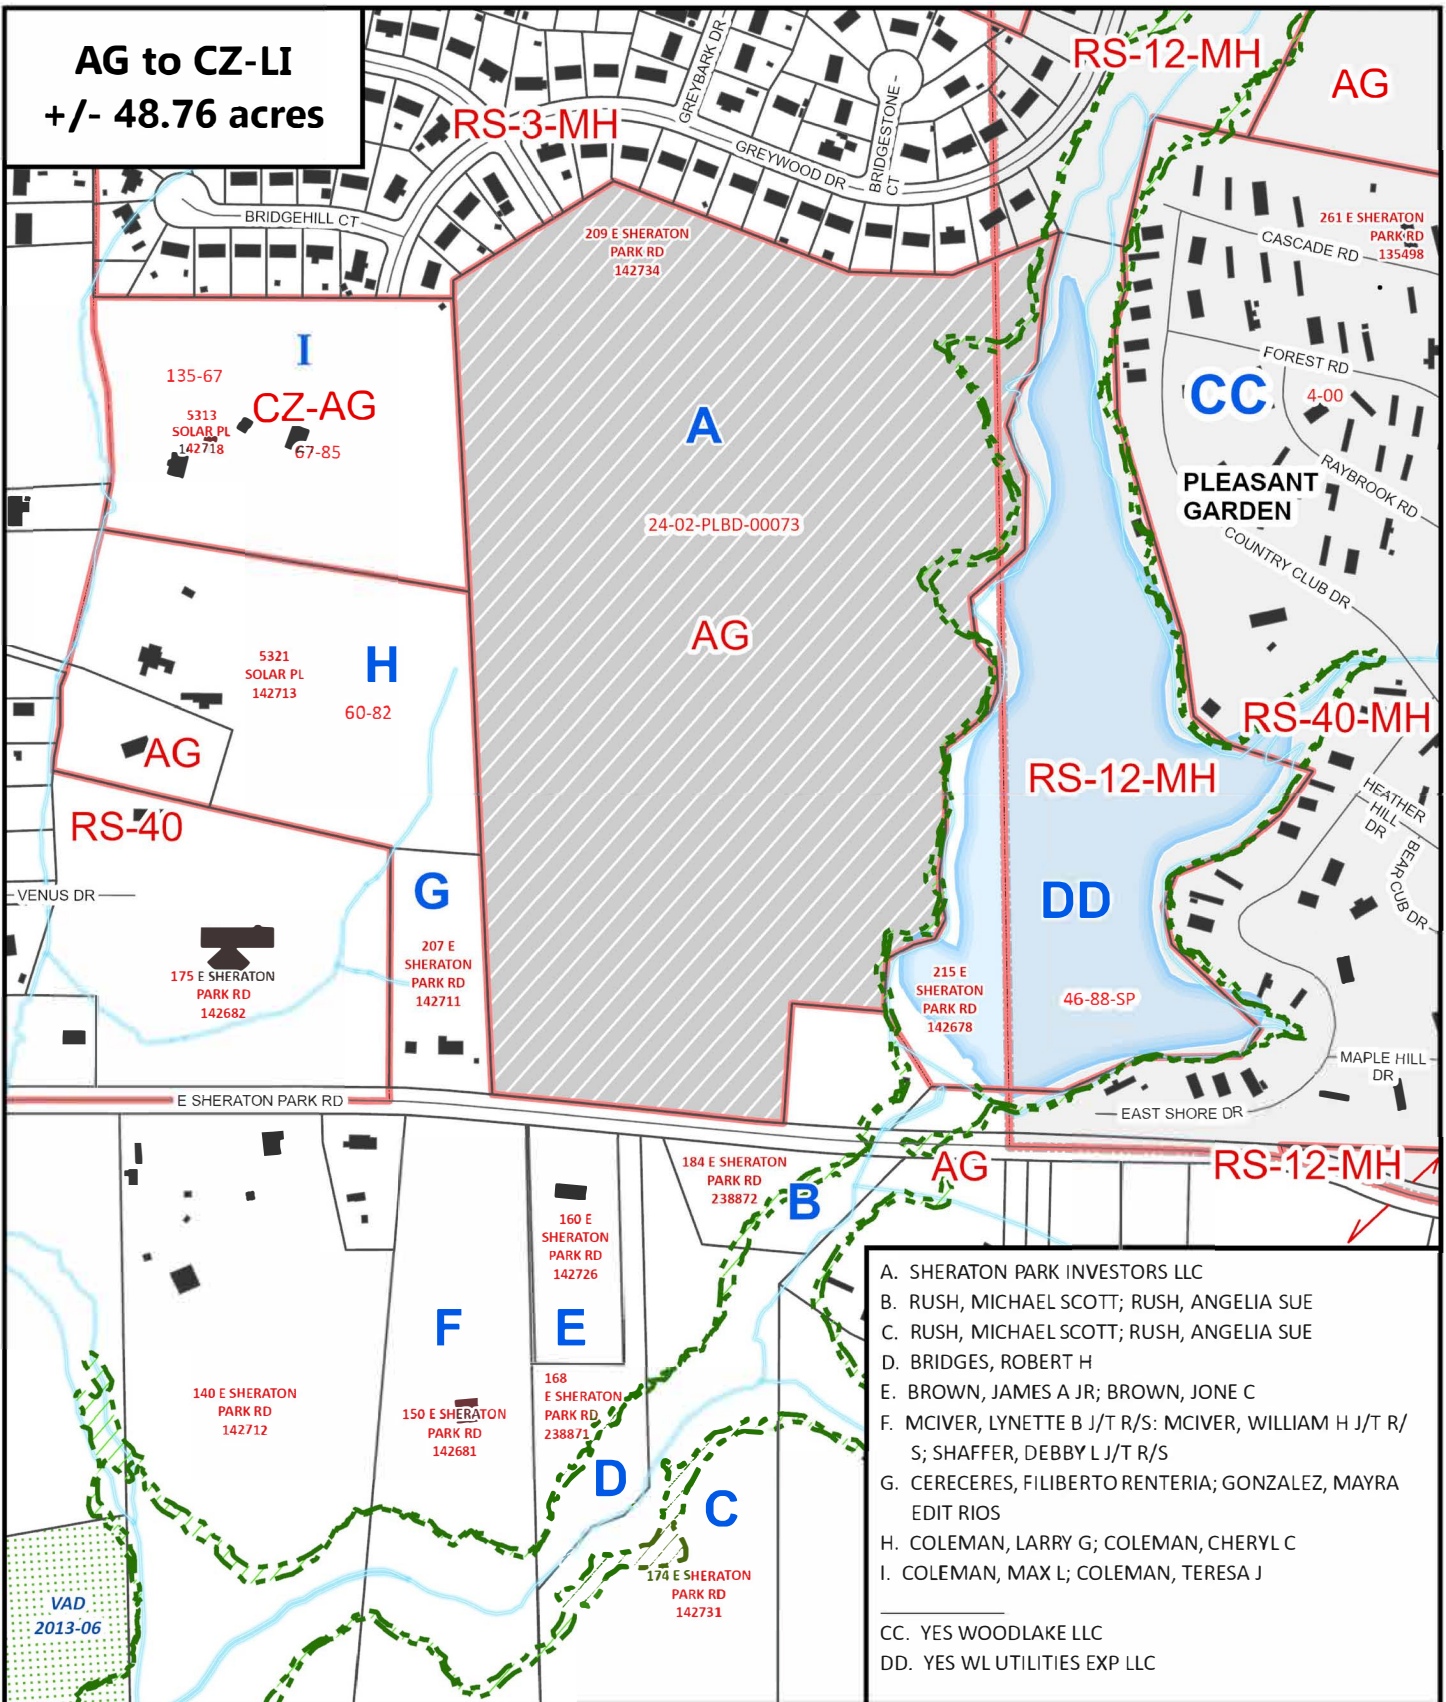 AG to CZ-LI
+/- 48.76 acres
RS-3-MH
GREYBARK DR
BRIDGESTONE
CT
GREYWOOD DR
BRIDGEHILL CT
RS-12-MH
AG
209 E SHERATON
PARK RD
142734
261 E SHERATON
PARK RD
135498
CASCADE RD
FOREST RD
I
135-67
CZ-AG
5313
SOLAR PL
142718
67-85
A
CC
4-00
RAYBROOK RD
PLEASANT
GARDEN
24-02-PLBD-00073
COUNTRY CLUB DR
AG
5321
SOLAR PL
142713
H
60-82
AG
RS-40-MH
RS-12-MH
HEATHER
HILL
DR
BEAR CUB DR
RS-40
VENUS DR
G
DD
207 E
SHERATON
PARK RD
142711
175 E SHERATON
PARK RD
142682
215 E
SHERATON
PARK RD
142678
46-88-SP
MAPLE HILL
DR
E SHERATON PARK RD
EAST SHORE DR
184 E SHERATON
PARK RD
238872
B
AG
RS-12-MH
160 E
SHERATON
PARK RD
142726
F
E
140 E SHERATON
PARK RD
142712
150 E SHERATON
PARK RD
142681
168
E SHERATON
PARK RD
238871
D
C
174 E SHERATON
PARK RD
142731
VAD
2013-06
A. SHERATON PARK INVESTORS LLC
B. RUSH, MICHAEL SCOTT; RUSH, ANGELIA SUE
C. RUSH, MICHAEL SCOTT; RUSH, ANGELIA SUE
D. BRIDGES, ROBERT H
E. BROWN, JAMES A JR; BROWN, JONE C
F. MCIVER, LYNETTE B J/T R/S: MCIVER, WILLIAM H J/T R/
S; SHAFFER, DEBBY L J/T R/S
G. CERECERES, FILIBERTO RENTERIA; GONZALEZ, MAYRA
EDIT RIOS
H. COLEMAN, LARRY G; COLEMAN, CHERYL C
I. COLEMAN, MAX L; COLEMAN, TERESA J
CC. YES WOODLAKE LLC
DD. YES WL UTILITIES EXP LLC